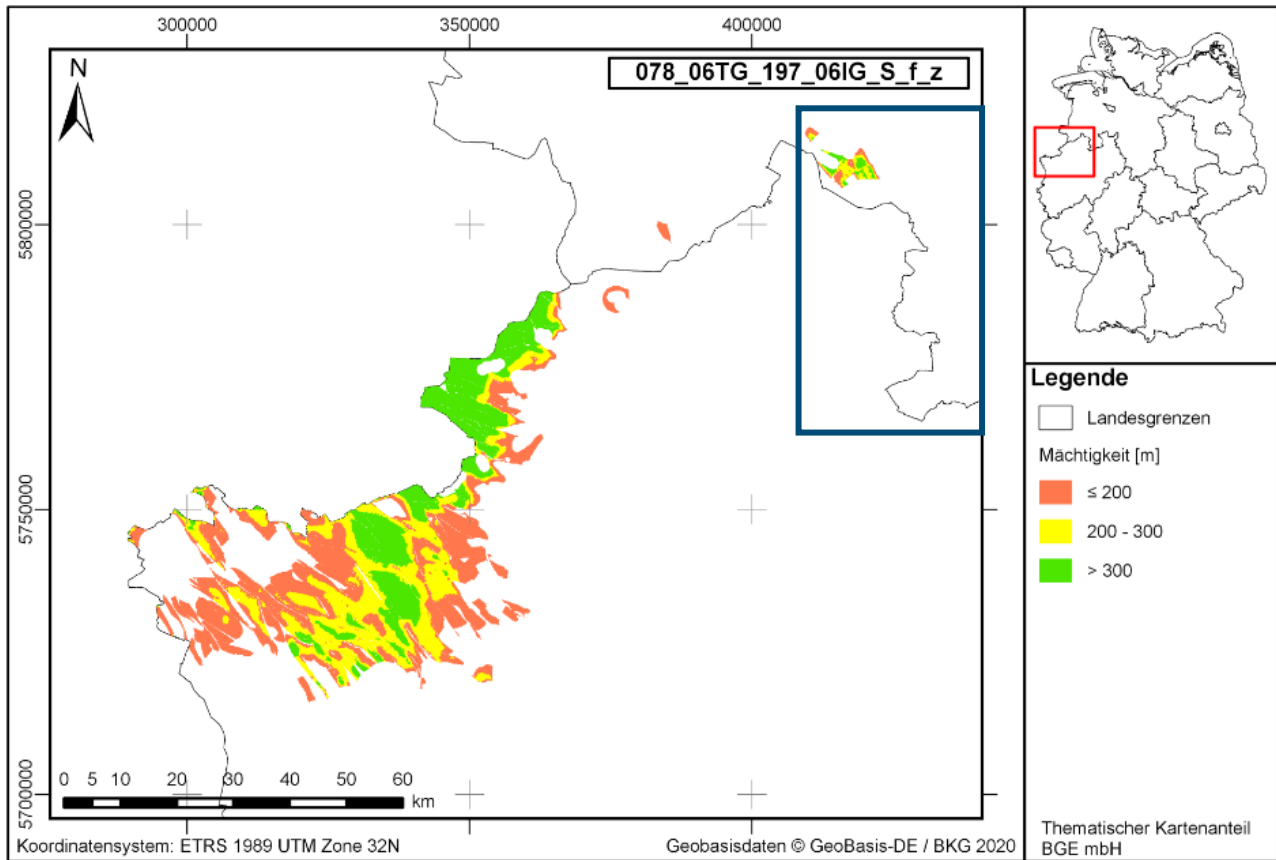 300000 350000 400000
N
078_06TG_197_06IG_S_f_z
5800000
5750000
5700000
0 5 10 20 30 40 50 60
km
Koordinatensystem: ETRS 1989 UTM Zone 32N
Geobasisdaten © GeoBasis-DE / BKG 2020
Legende
Landesgrenzen
Mächtigkeit [m]
≤ 200
200 - 300
> 300
Thematischer Kartenanteil
BGE mbH